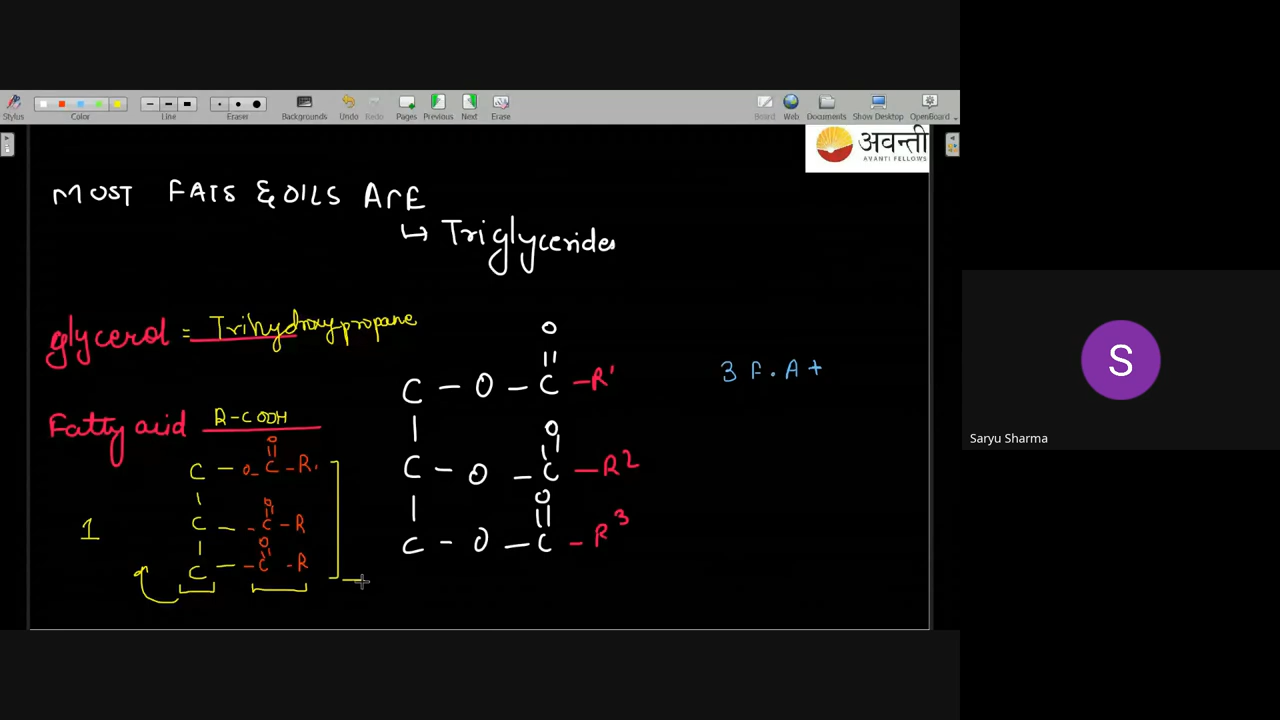 Stylus Color Line Eraser Backgrounds Undo Redo Pages Previous Next Erase Board Web Documents Show Desktop OpenBoard
अवन्ती
AVANTI FELLOWS
MOST FATS & OILS ARE
↳ Triglycerides
glycerol = Trihydroxypropane
O
||
C - O - C - R'
3 F.A +
|
Fatty acid R-COOH
O
||
O
||
C - O - C - R.
C - O - C - R2
|
O
||
|
O
||
1
C - - C - R
C - O - C - R3
|
O
||
C - - C - R
S
Saryu Sharma